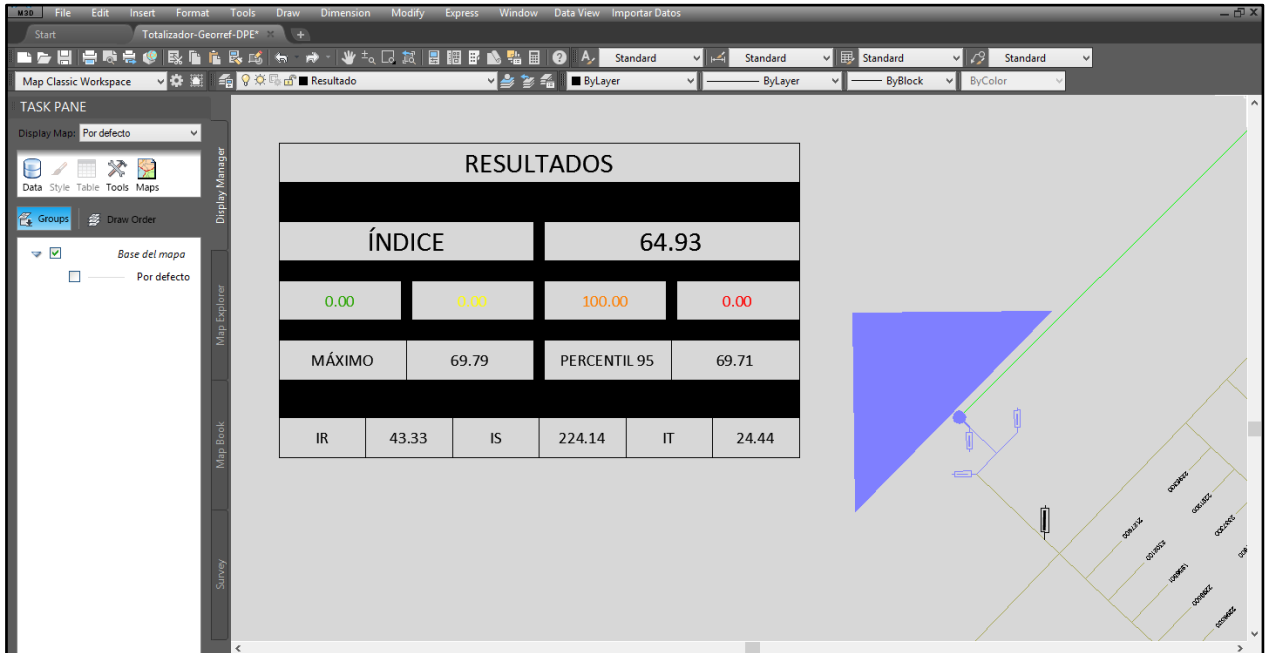 M3D File Edit Insert Format Tools Draw Dimension Modify Express Window Data View Importar Datos
Start Totalizador-Georref-DPE*
Standard Standard Standard Standard
Map Classic Workspace Resultado ByLayer ByLayer ByBlock ByColor
TASK PANE
Display Map: Por defecto
Data Style Table Tools Maps
Groups Draw Order
Base del mapa
Por defecto
Display Manager
Map Explorer
Map Book
Survey
RESULTADOS
ÍNDICE 64.93
0.00 0.00 100.00 0.00
MÁXIMO 69.79 PERCENTIL 95 69.71
IR 43.33 IS 224.14 IT 24.44